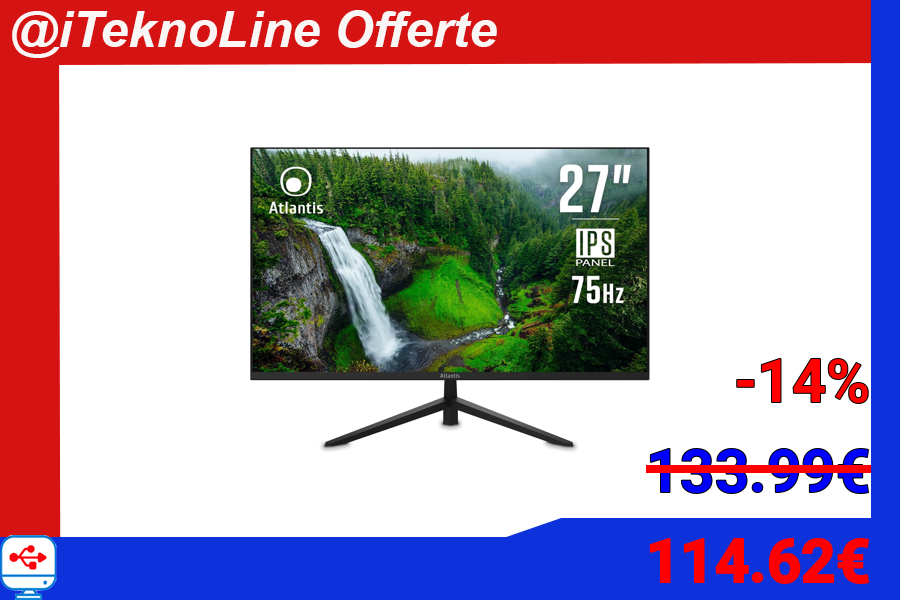 @iTeknoLine Offerte
Atlantis
27"
IPS
PANEL
75Hz
Atlantis
-14%
133.99€
114.62€